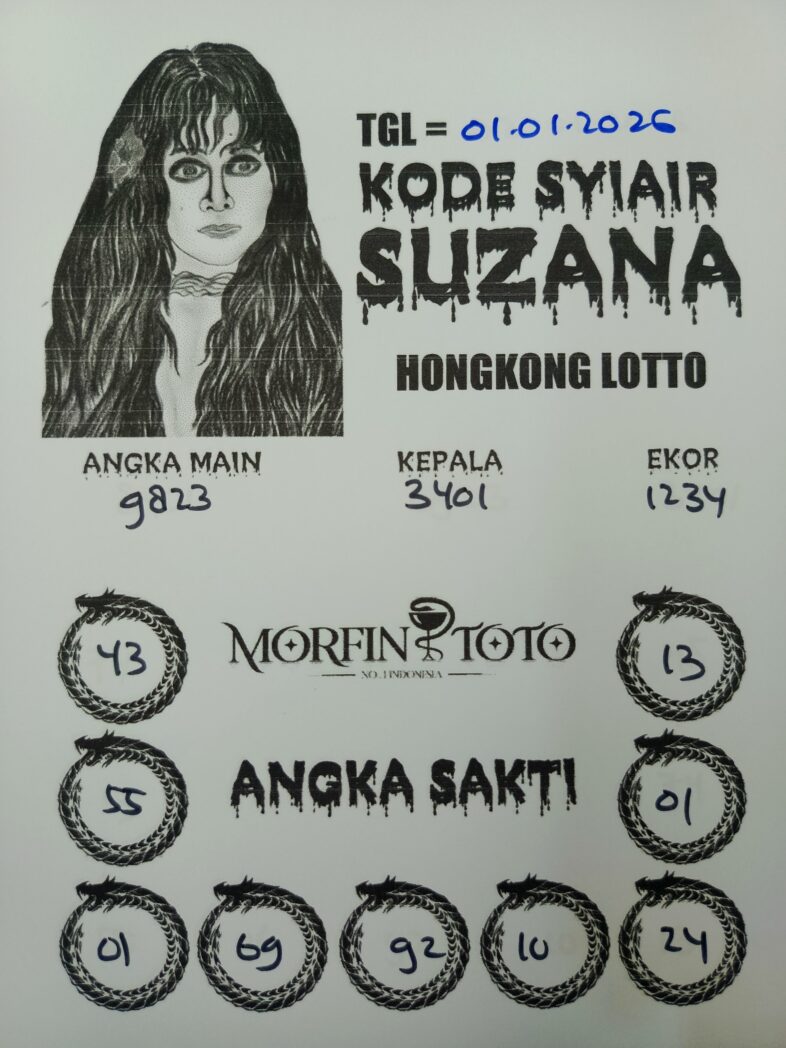 TGL = 01.01.2026
KODE SYIAIR
SUZANA
HONGKONG LOTTO
ANGKA MAIN KEPALA EKOR
9823 3401 1234
43 MORFIN TOTO 13
NO.1 INDONESIA
55 ANGKA SAKTI 01
01 69 92 10 24